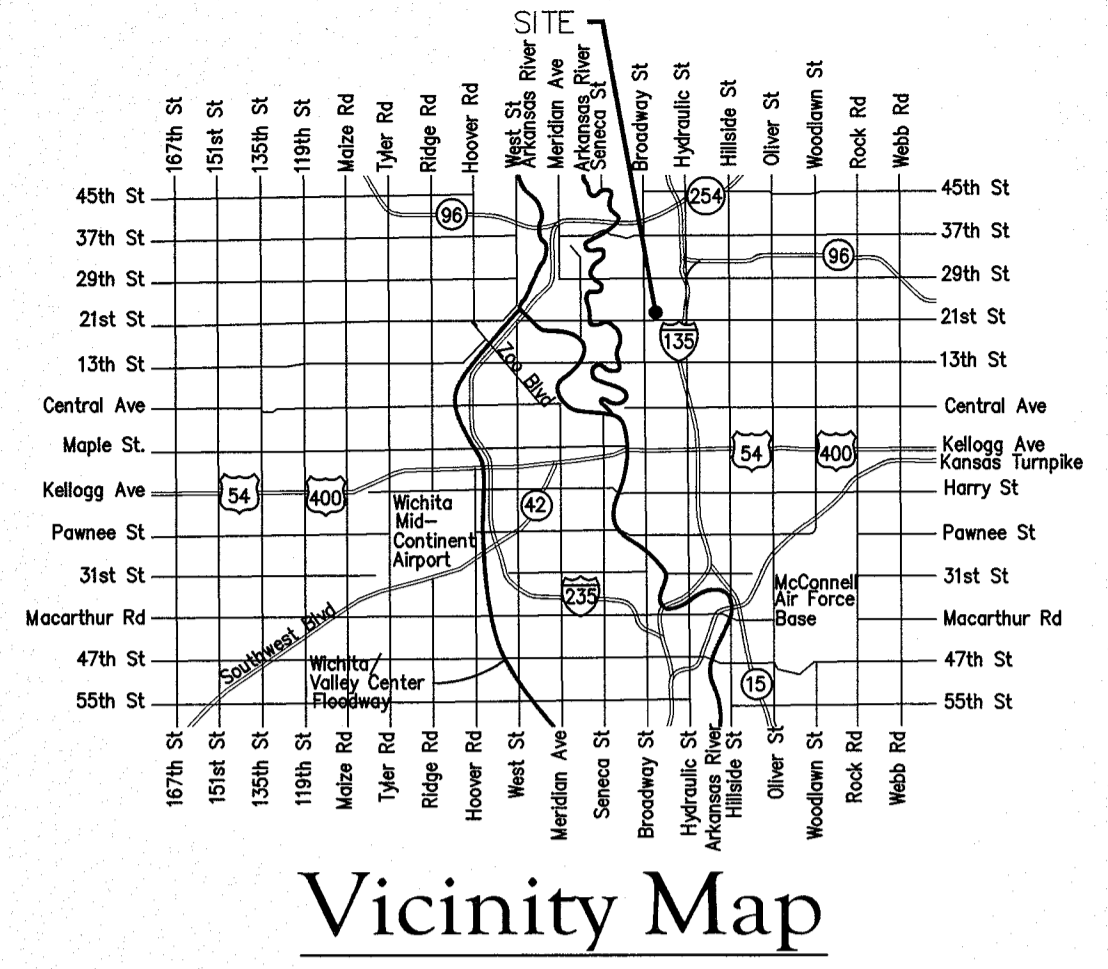 SITE
167th St
151st St
135th St
119th St
Maize Rd
Tyler Rd
Ridge Rd
Hoover Rd
West St
Arkansas River
Meridian Ave
Arkansas River
Seneca St
Broadway St
Hydraulic St
Hillside St
Oliver St
Woodlawn St
Rock Rd
Webb Rd
45th St
254
45th St
96
37th St
37th St
96
29th St
29th St
21st St
21st St
135
13th St
Zoo Blvd
13th St
Central Ave
Central Ave
Maple St.
54
400
Kellogg Ave
Kansas Turnpike
Kellogg Ave
54
400
Harry St
Wichita
Mid-
Continent
Airport
42
Pawnee St
Pawnee St
31st St
31st St
235
McConnell
Air Force
Base
Macarthur Rd
Macarthur Rd
Southwest Blvd
47th St
47th St
Wichita/
Valley Center
Floodway
15
55th St
55th St
167th St
151st St
135th St
119th St
Maize Rd
Tyler Rd
Ridge Rd
Hoover Rd
West St
Meridian Ave
Seneca St
Broadway St
Hydraulic St
Arkansas River
Hillside St
Oliver St
Woodlawn St
Rock Rd
Webb Rd
Vicinity Map